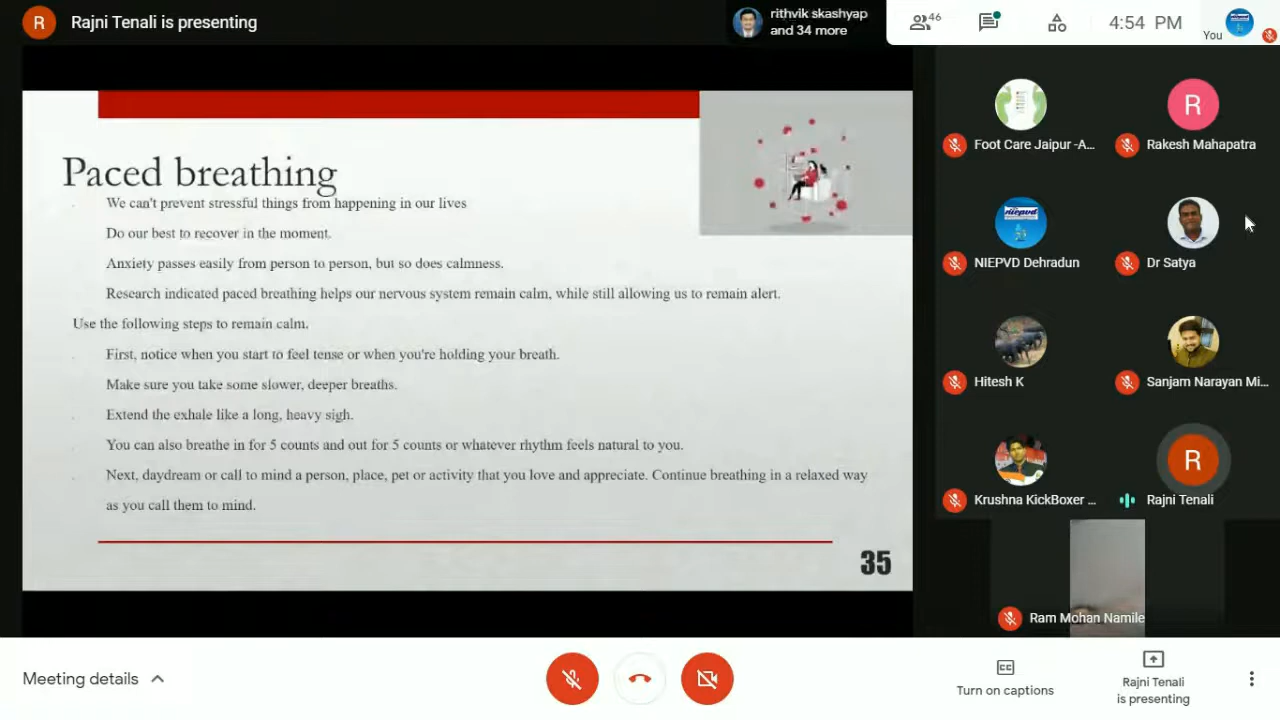 R
Rajni Tenali is presenting
rithvik skashyap
and 34 more
46
4:54 PM
You
Paced breathing
We can't prevent stressful things from happening in our lives
Do our best to recover in the moment.
Anxiety passes easily from person to person, but so does calmness.
Research indicated paced breathing helps our nervous system remain calm, while still allowing us to remain alert.
Use the following steps to remain calm.
First, notice when you start to feel tense or when you're holding your breath.
Make sure you take some slower, deeper breaths.
Extend the exhale like a long, heavy sigh.
You can also breathe in for 5 counts and out for 5 counts or whatever rhythm feels natural to you.
Next, daydream or call to mind a person, place, pet or activity that you love and appreciate. Continue breathing in a relaxed way
as you call them to mind.
35
Foot Care Jaipur -A...
R
Rakesh Mahapatra
niepvd
NIEPVD Dehradun
Dr Satya
Hitesh K
Sanjam Narayan Mi...
Krushna KickBoxer ...
R
Rajni Tenali
Ram Mohan Namile
Meeting details
CC
Turn on captions
Rajni Tenali
is presenting